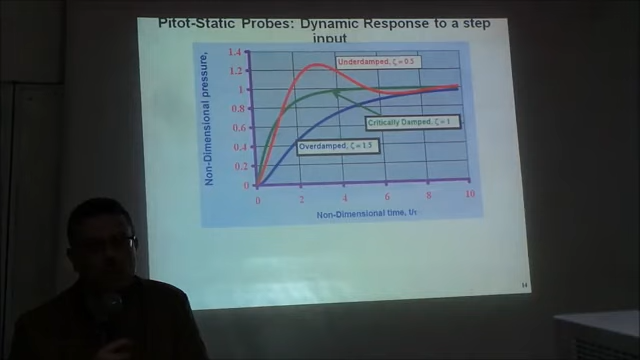 Pitot-Static Probes: Dynamic Response to a step
input
Non-Dimensional pressure,
1.4
1.2
1
0,8
0,6
0,4
0.2
0
Underdamped, ζ = 0.5
Critically Damped, ζ = 1
Overdamped, ζ = 1.5
0 2 4 6 8 10
Non-Dimensional time,
14